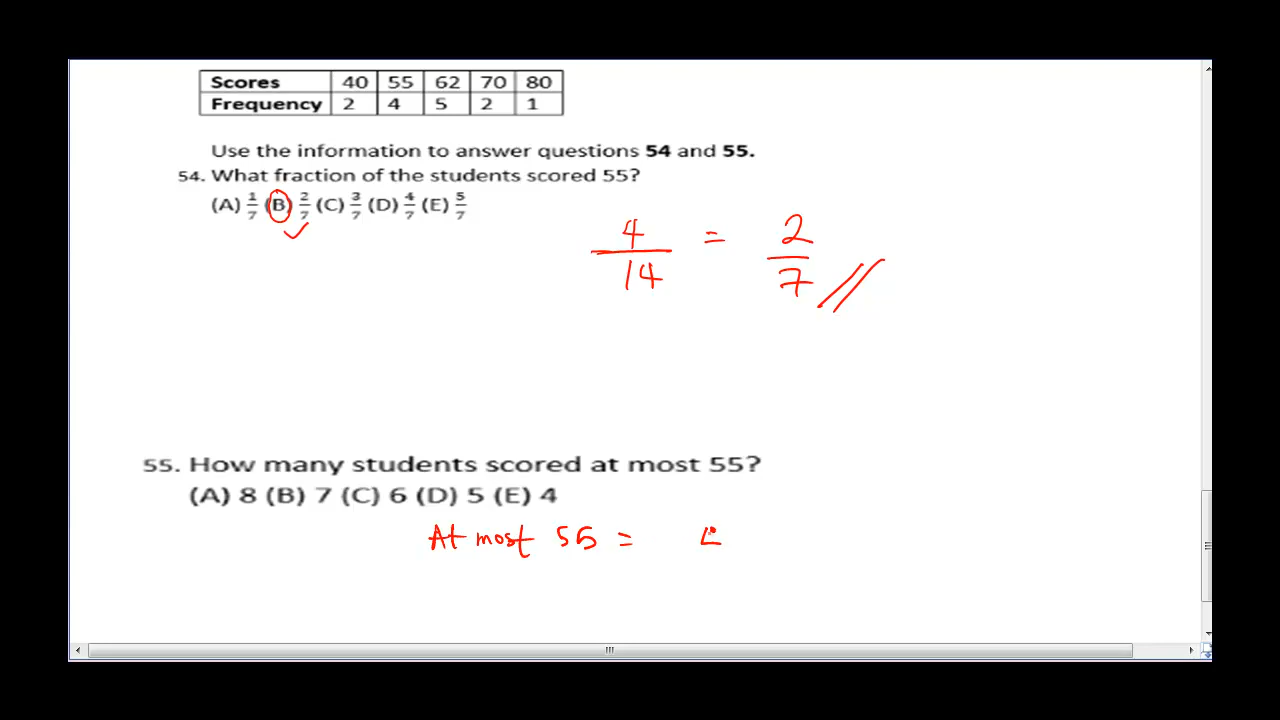 Scores 40 55 62 70 80
Frequency 2 4 5 2 1
Use the information to answer questions 54 and 55.
54. What fraction of the students scored 55?
(A) 1/7 (B) 2/7 (C) 3/7 (D) 4/7 (E) 5/7
4/14 = 2/7
55. How many students scored at most 55?
(A) 8 (B) 7 (C) 6 (D) 5 (E) 4
At most 55 =